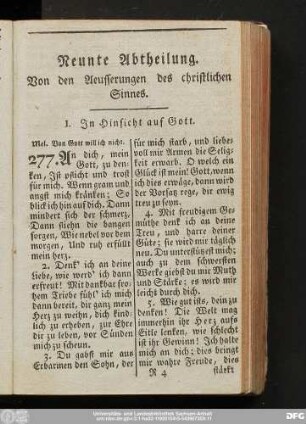 Neunte Abtheilung.
Von den Aeusserungen des christlichen
Sinnes.
I. In Hinsicht auf Gott.
Mel. Von Gott will ich nicht.
277. An dich, mein
Gott, zu den-
ken, Ist pflicht und trost
für mich. Wenn gram und
angst mich kränken; So
blick ich hin auf dich. Dann
mindert sich der schmerz,
Dann fliehn die bangen
sorgen, Wie nebel vor dem
morgen, Und ruh erfüllt
mein herz.
2. Denk' ich an deine
liebe, wie werd' ich dann
erfreut! Mit dankbar fro-
hem Triebe fühl' ich mich
dann bereit, dir ganz mein
Herz zu weihn, dich kind-
lich zu erheben, zur Ehre
dir zu leben, vor Sünden
mich zu scheun.
3. Du gabst mir aus
Erbarmen den Sohn, der
für mich starb, und liebe-
voll mir Armen die Selig-
keit erwarb. O welch ein
Glück ist mein! Gott, wenn
ich dies erwäge, dann wird
der Vorsatz rege, dir ewig
treu zu seyn.
4. Mit freudigem Ge-
müthe denk ich an deine
Treu, und harre deiner
Güte; sie wird mir täglich
neu. Du unterstützest mich;
auch zu dem schwersten
Werke giebst du mir Muth
und Stärke; es wird mir
leicht durch dich.
5. Wie gut ists, dein zu
denken! Die Welt mag
immerhin ihr Herz aufs
Eitle lenken, wie schlecht
ist ihr Gewinn! Ich halte
mich an dich; dies bringt
mir wahre Freude, dies
R 4
stärkt